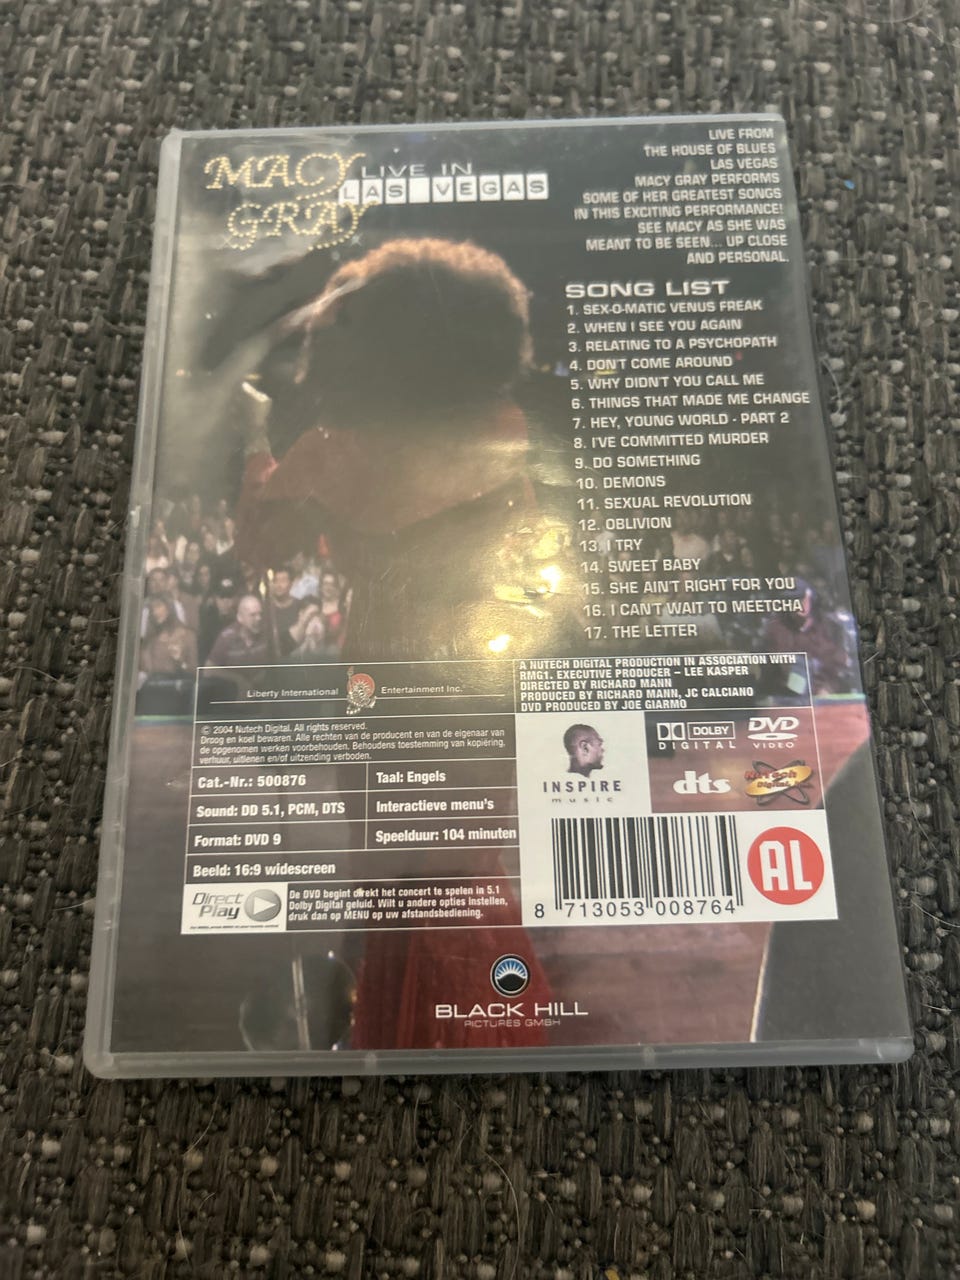 MACY GRAY
LIVE IN
LAS VEGAS
LIVE FROM
THE HOUSE OF BLUES
LAS VEGAS
MACY GRAY PERFORMS
SOME OF HER GREATEST SONGS
IN THIS EXCITING PERFORMANCE!
SEE MACY AS SHE WAS
MEANT TO BE SEEN... UP CLOSE
AND PERSONAL.
SONG LIST
1. SEX-O-MATIC VENUS FREAK
2. WHEN I SEE YOU AGAIN
3. RELATING TO A PSYCHOPATH
4. DON'T COME AROUND
5. WHY DIDN'T YOU CALL ME
6. THINGS THAT MADE ME CHANGE
7. HEY, YOUNG WORLD - PART 2
8. I'VE COMMITTED MURDER
9. DO SOMETHING
10. DEMONS
11. SEXUAL REVOLUTION
12. OBLIVION
13. I TRY
14. SWEET BABY
15. SHE AIN'T RIGHT FOR YOU
16. I CAN'T WAIT TO MEETCHA
17. THE LETTER
Liberty International Entertainment Inc.
A NUTECH DIGITAL PRODUCTION IN ASSOCIATION WITH
RMG1. EXECUTIVE PRODUCER – LEE KASPER
DIRECTED BY RICHARD MANN
PRODUCED BY RICHARD MANN, JC CALCIANO
DVD PRODUCED BY JOE GIARMO
© 2004 Nutech Digital. All rights reserved.
Droog en koel bewaren. Alle rechten van de producent en van de eigenaar van
de opgenomen werken voorbehouden. Behoudens toestemming van kopiëring,
verhuur, uitlenen en/of uitzending verboden.
Cat.-Nr.: 500876
Taal: Engels
Sound: DD 5.1, PCM, DTS
Interactieve menu's
Format: DVD 9
Speelduur: 104 minuten
Beeld: 16:9 widescreen
Direct Play
De DVD begint direkt het concert te spelen in 5.1
Dolby Digital geluid. Wilt u andere opties instellen,
druk dan op MENU op uw afstandsbediening.
INSPIRE
music
DOLBY
DIGITAL
DVD
VIDEO
dts
NuTech
Digital, Inc.
AL
8 713053 008764
BLACK HILL
PICTURES GMBH